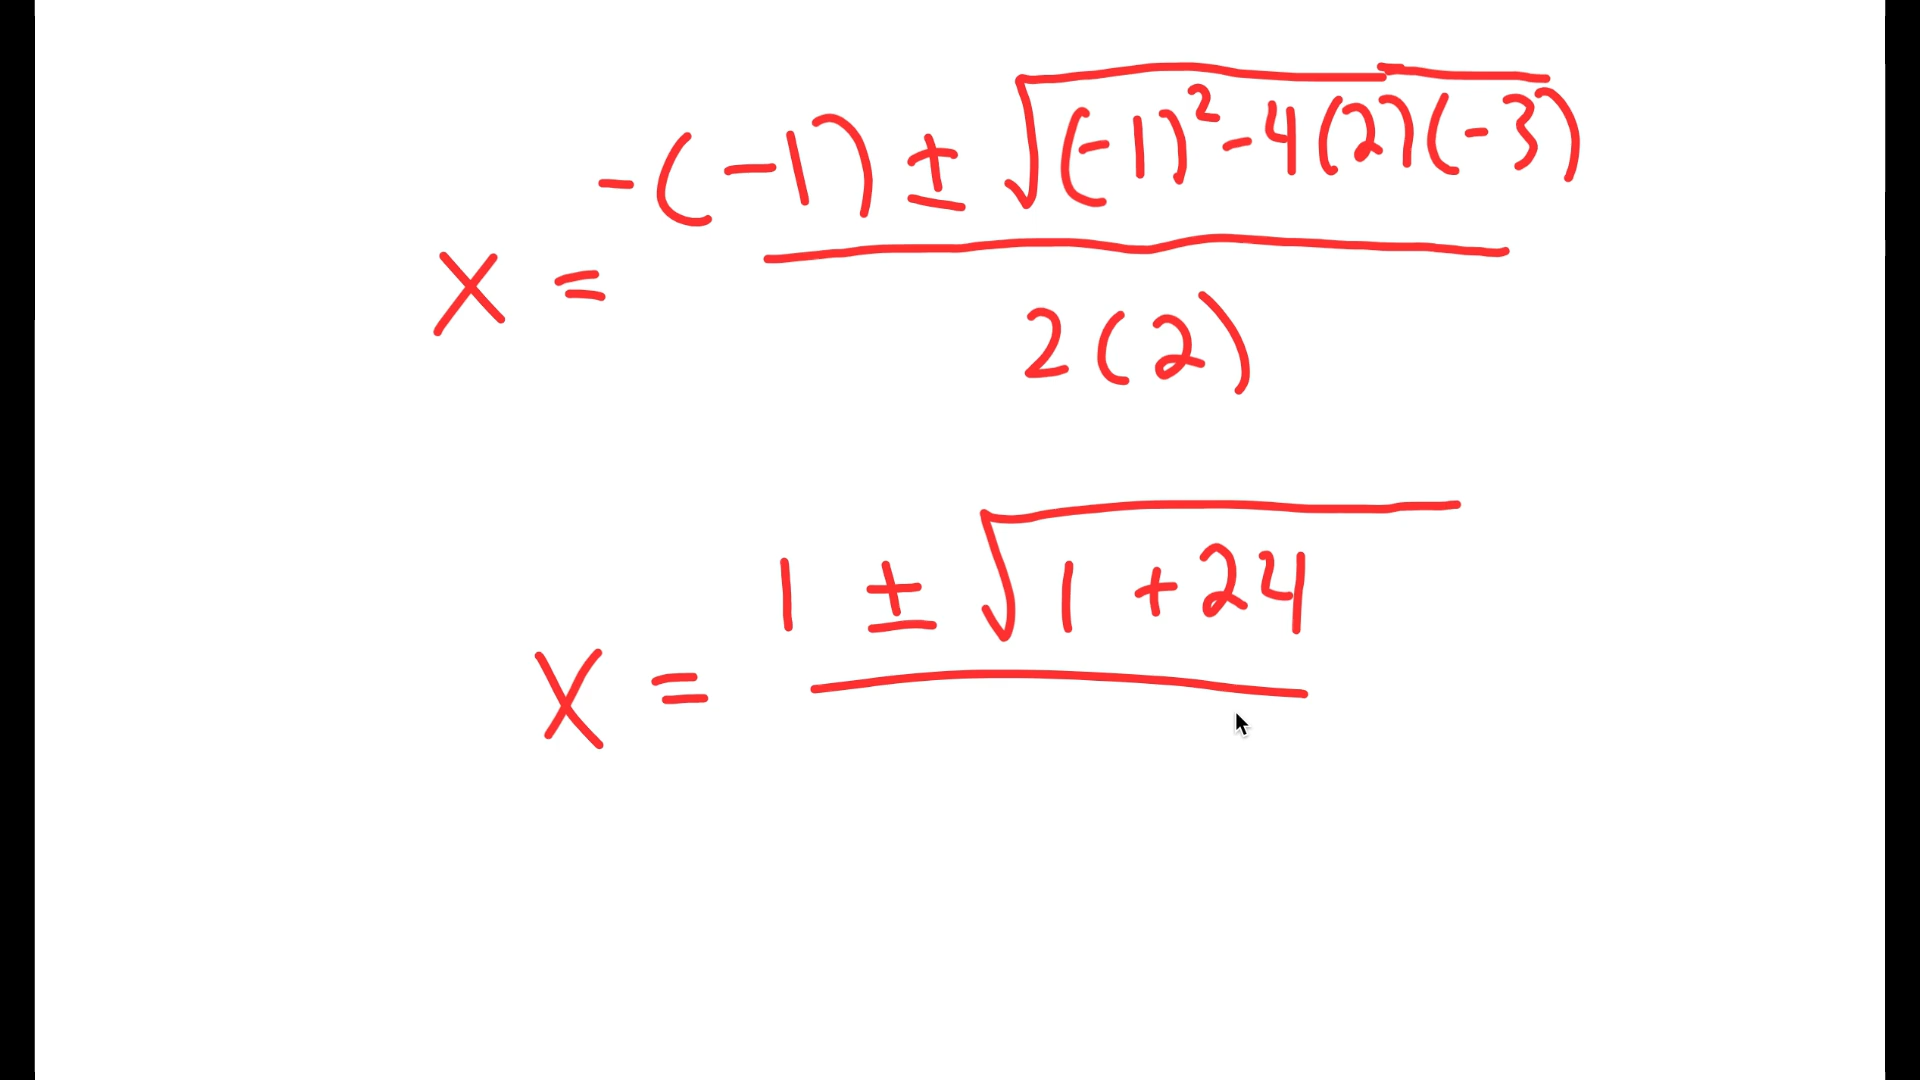 -(-1) ± √(-1)²-4(2)(-3)
x =
2(2)
1 ± √1 +24
x =